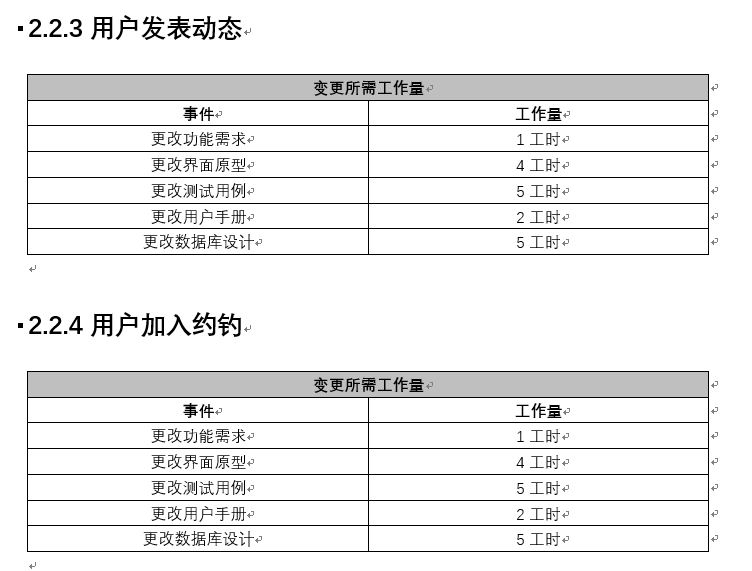 2.2.3 用户发表动态
变更所需工作量
事件 工作量
更改功能需求 1 工时
更改界面原型 4 工时
更改测试用例 5 工时
更改用户手册 2 工时
更改数据库设计 5 工时
2.2.4 用户加入约钓
变更所需工作量
事件 工作量
更改功能需求 1 工时
更改界面原型 4 工时
更改测试用例 5 工时
更改用户手册 2 工时
更改数据库设计 5 工时